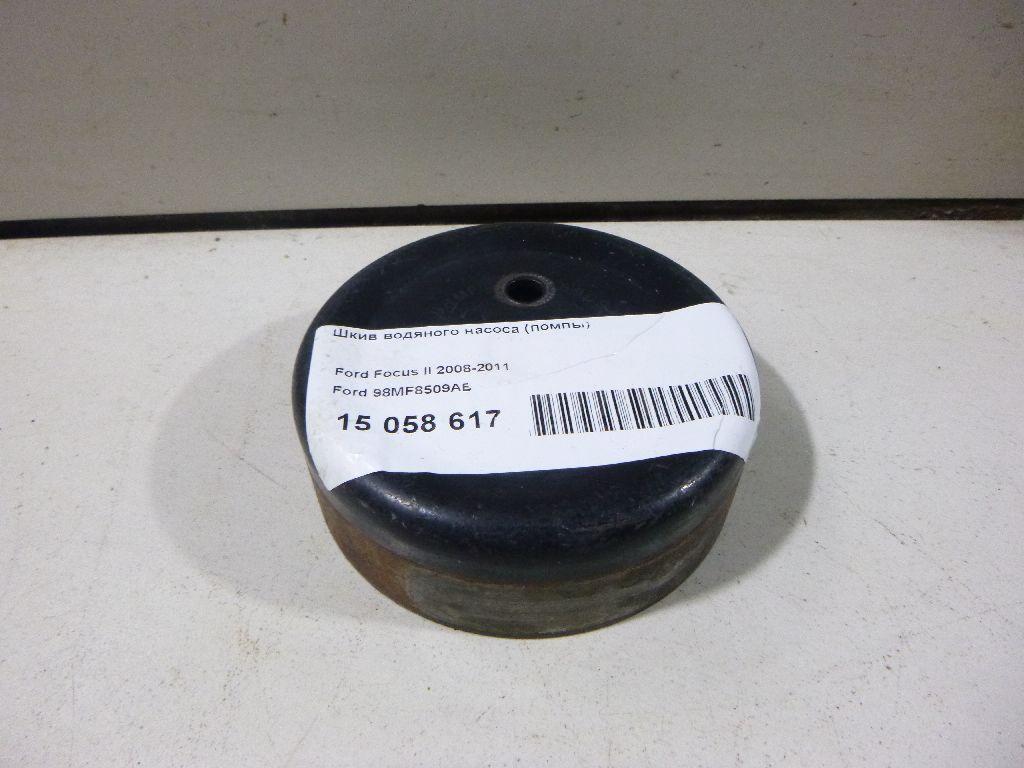 Шкив водяного насоса (помпы)
Ford Focus II 2008-2011
Ford 98MF8509AE
15 058 617